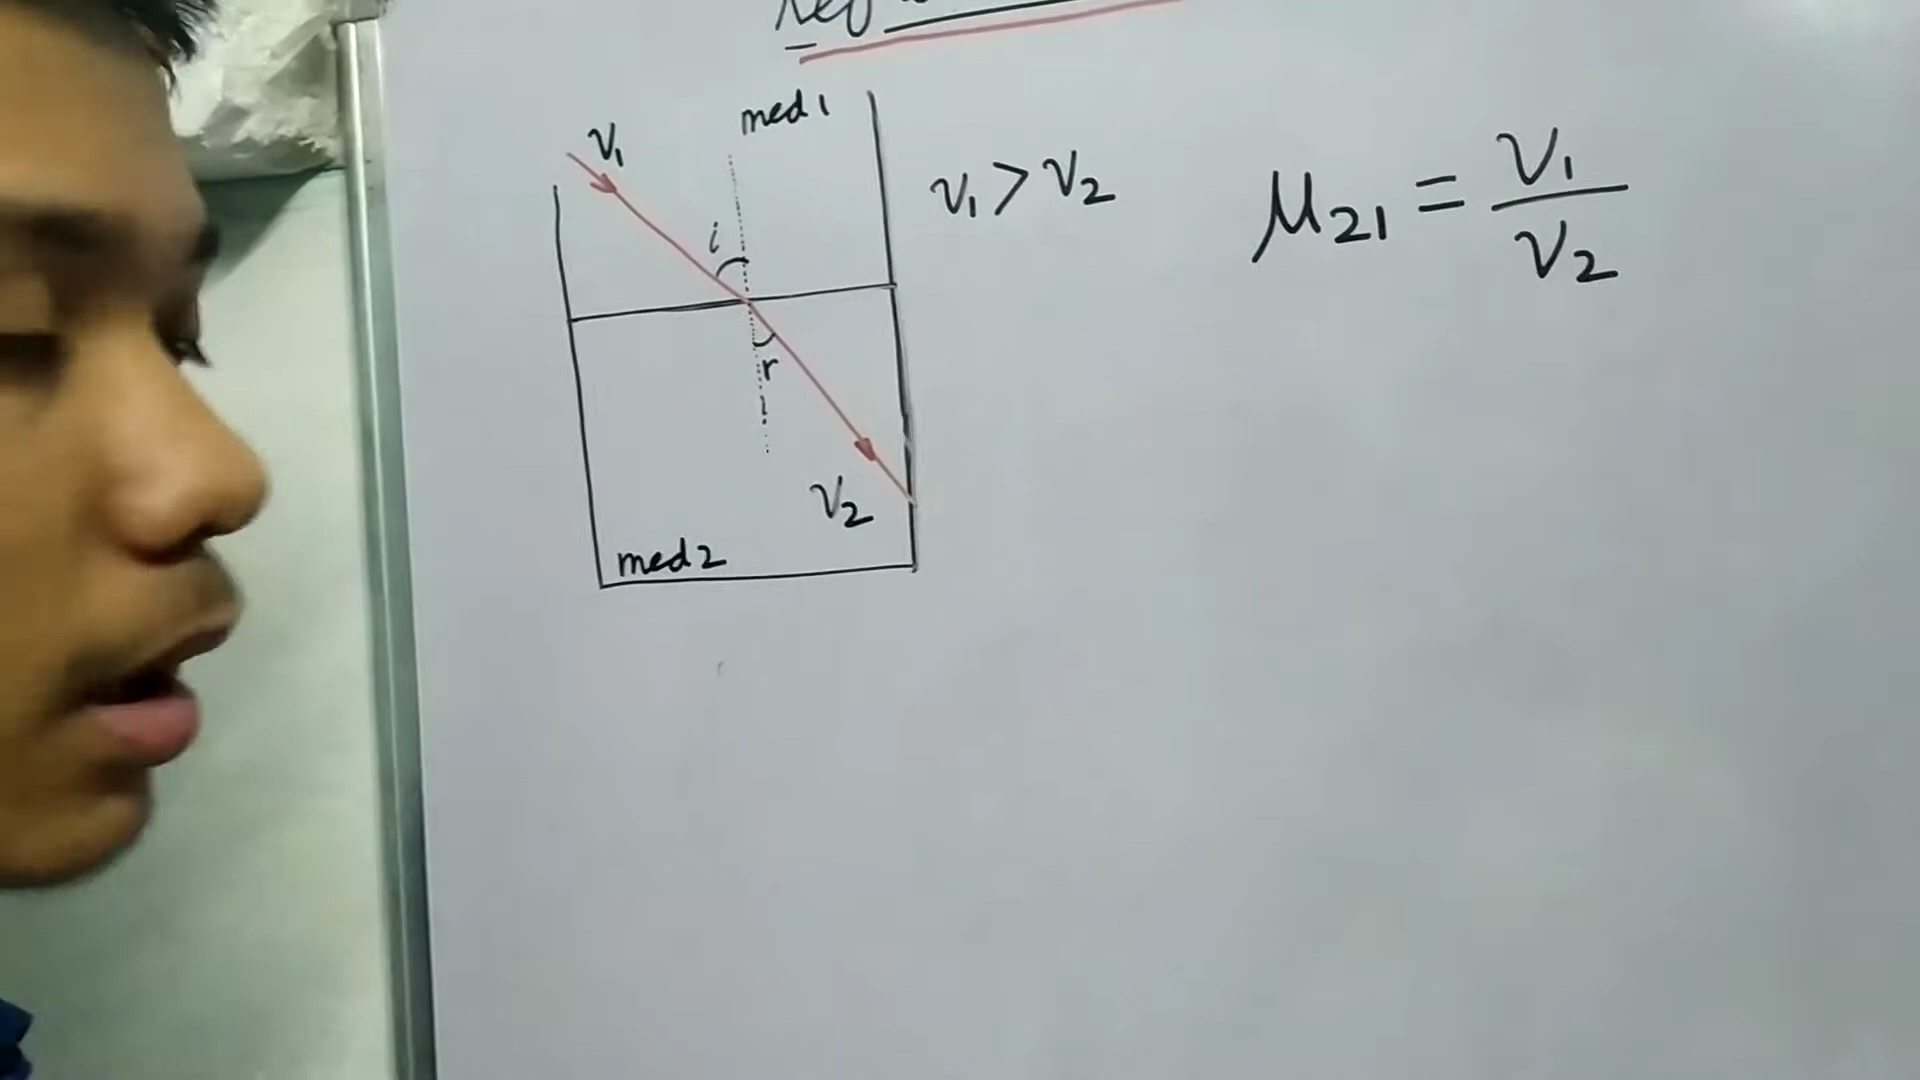 med 1
V₁
V₁ > V₂
μ₂₁ = V₁/V₂
i
r
V₂
med 2